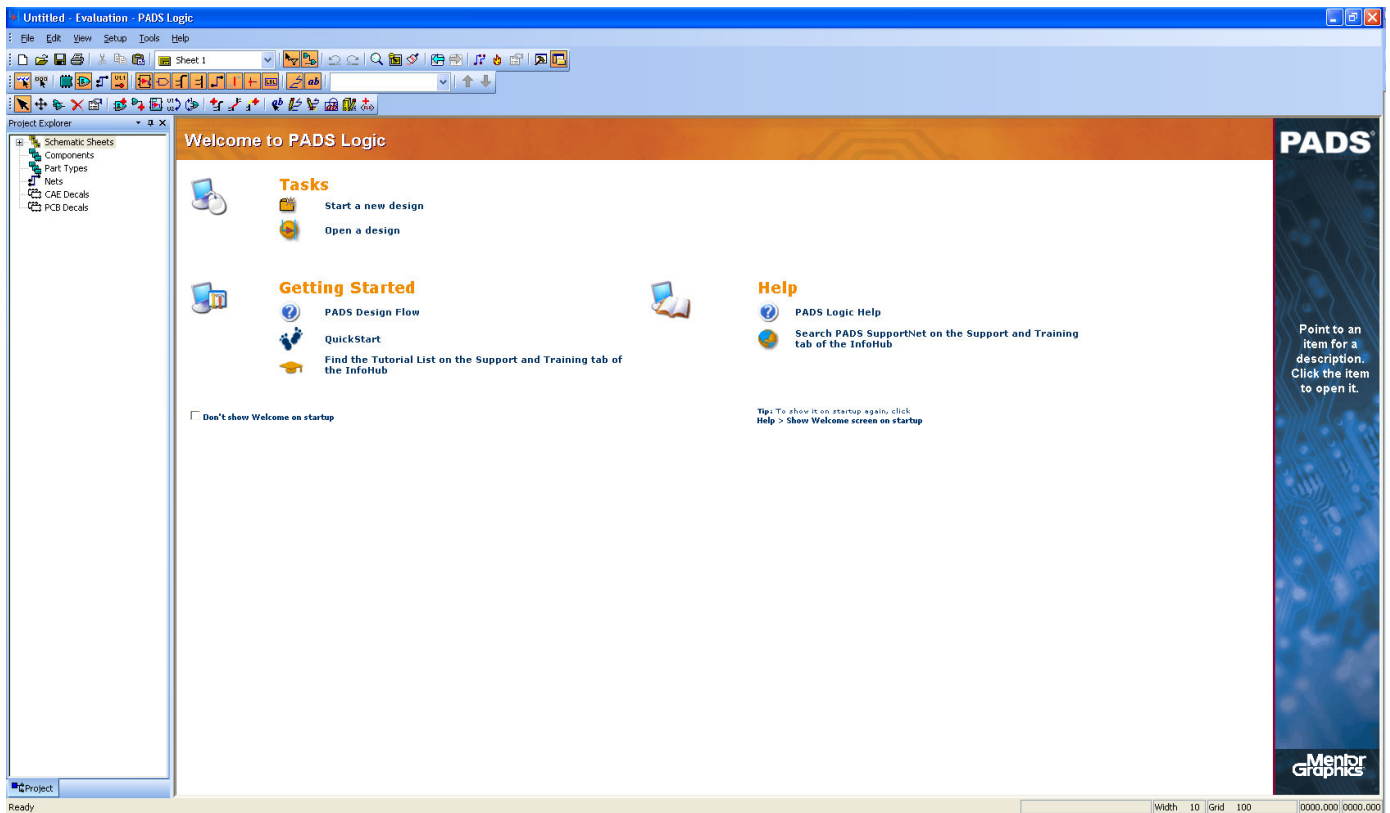 Untitled - Evaluation - PADS Logic
File Edit View Setup Tools Help
Sheet 1
Project Explorer
Schematic Sheets
Components
Part Types
Nets
CAE Decals
PCB Decals
Project
Welcome to PADS Logic
Tasks
Start a new design
Open a design
Getting Started
PADS Design Flow
QuickStart
Find the Tutorial List on the Support and Training tab of
the InfoHub
Don't show Welcome on startup
Help
PADS Logic Help
Search PADS SupportNet on the Support and Training
tab of the InfoHub
Tip: To show it on startup again, click
Help > Show Welcome screen on startup
PADS®
Point to an
item for a
description.
Click the item
to open it.
Mentor
Graphics
Ready
Width 10 Grid 100 0000.000 0000.000